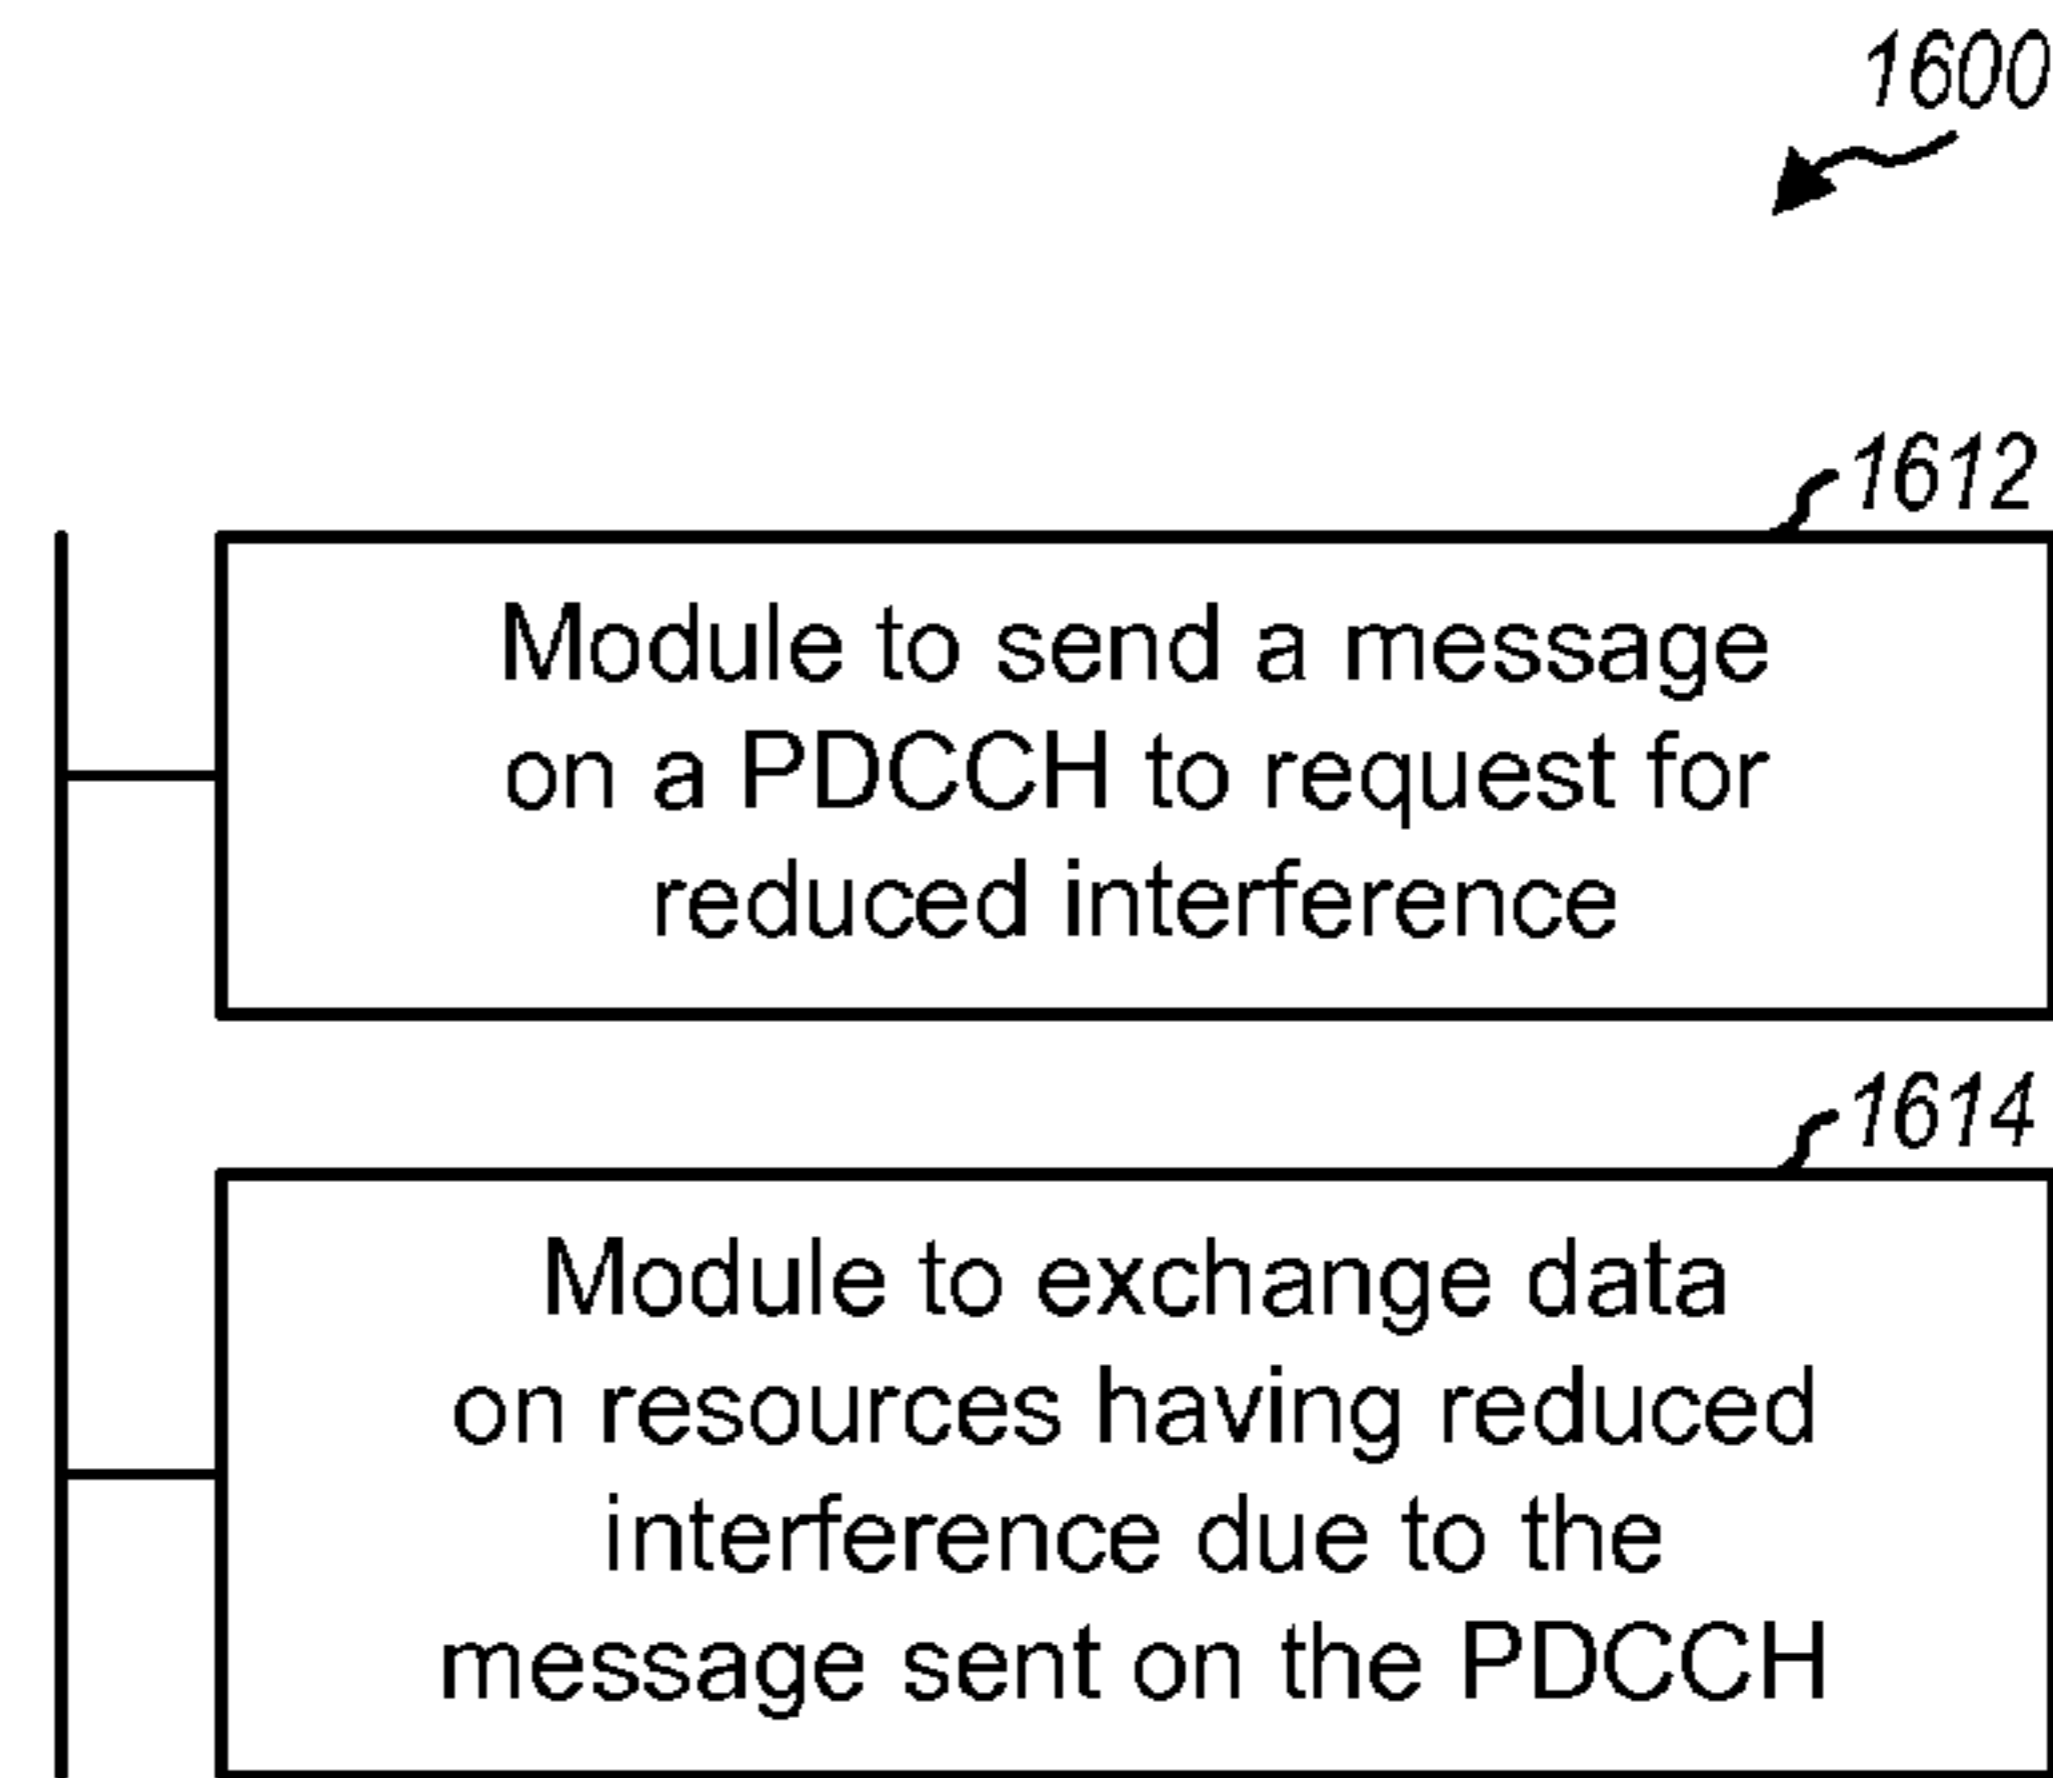 1600
1612
Module to send a message
on a PDCCH to request for
reduced interference
1614
Module to exchange data
on resources having reduced
interference due to the
message sent on the PDCCH